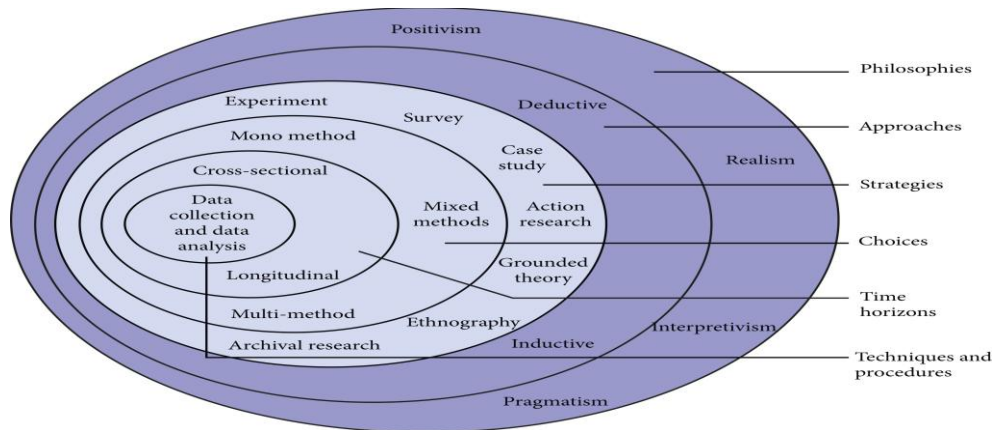 Positivism
Philosophies
Experiment
Survey
Deductive
Approaches
Mono method
Case
study
Realism
Cross-sectional
Strategies
Data
collection
and data
analysis
Mixed
methods
Action
research
Choices
Grounded
theory
Longitudinal
Time
horizons
Multi-method
Ethnography
Interpretivism
Archival research
Inductive
Techniques and
procedures
Pragmatism